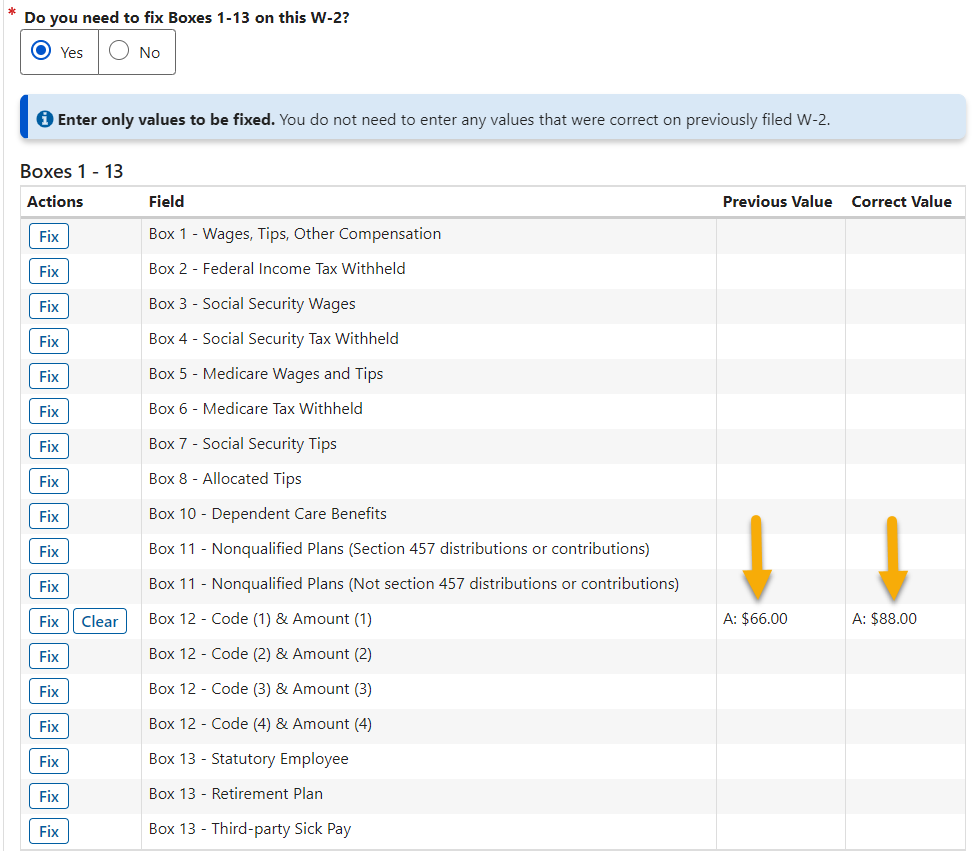 * Do you need to fix Boxes 1-13 on this W-2?
Yes No
Enter only values to be fixed. You do not need to enter any values that were correct on previously filed W-2.
Boxes 1 - 13
Actions Field Previous Value Correct Value
Fix Box 1 - Wages, Tips, Other Compensation
Fix Box 2 - Federal Income Tax Withheld
Fix Box 3 - Social Security Wages
Fix Box 4 - Social Security Tax Withheld
Fix Box 5 - Medicare Wages and Tips
Fix Box 6 - Medicare Tax Withheld
Fix Box 7 - Social Security Tips
Fix Box 8 - Allocated Tips
Fix Box 10 - Dependent Care Benefits
Fix Box 11 - Nonqualified Plans (Section 457 distributions or contributions)
Fix Box 11 - Nonqualified Plans (Not section 457 distributions or contributions)
Fix Clear Box 12 - Code (1) & Amount (1) A: $66.00 A: $88.00
Fix Box 12 - Code (2) & Amount (2)
Fix Box 12 - Code (3) & Amount (3)
Fix Box 12 - Code (4) & Amount (4)
Fix Box 13 - Statutory Employee
Fix Box 13 - Retirement Plan
Fix Box 13 - Third-party Sick Pay